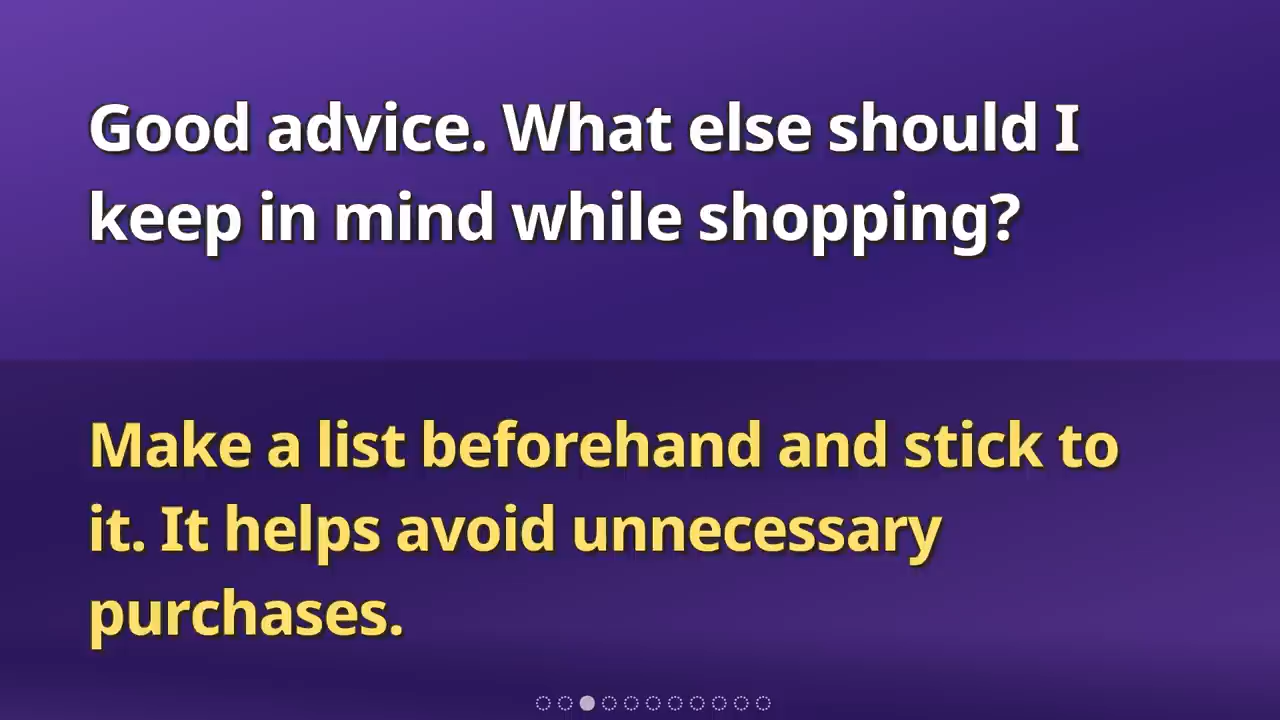 Good advice. What else should I
keep in mind while shopping?
Make a list beforehand and stick to
it. It helps avoid unnecessary
purchases.